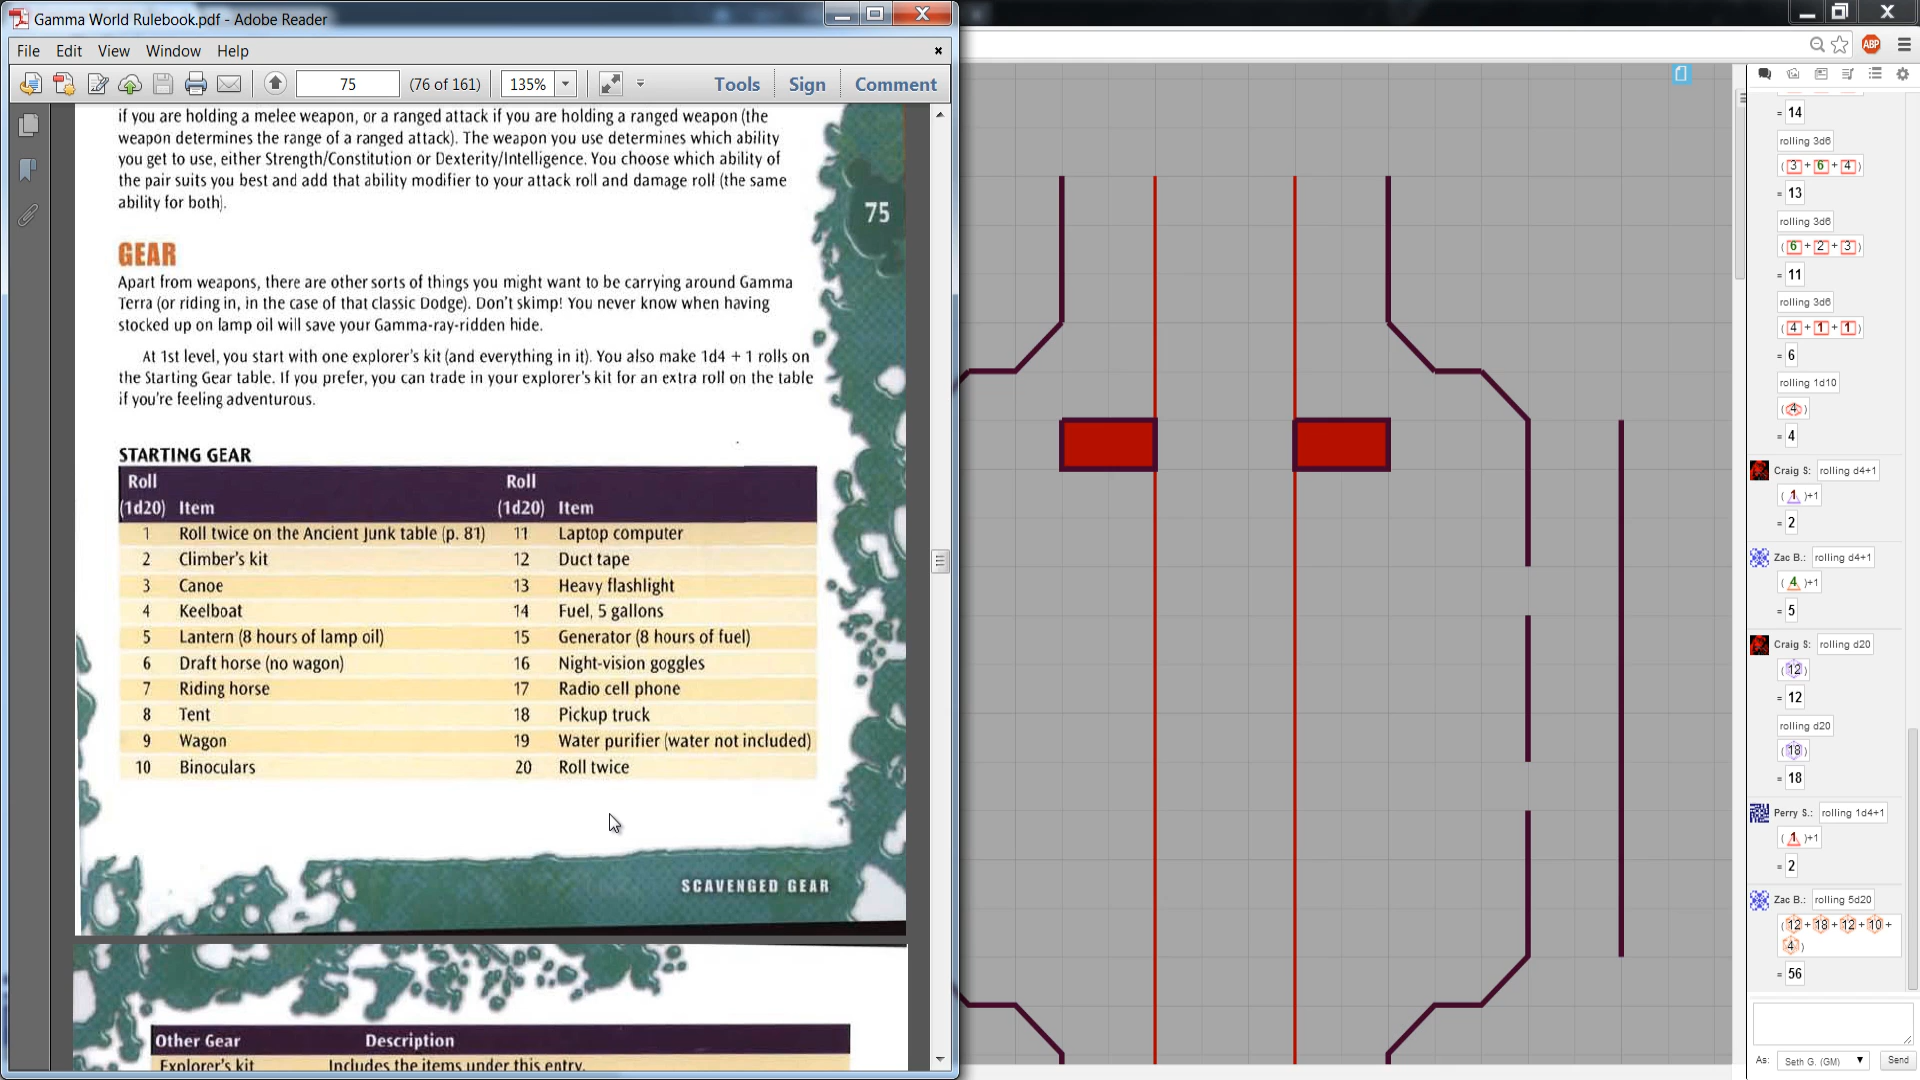 Gamma World Rulebook.pdf - Adobe Reader
File Edit View Window Help
75 (76 of 161) 135% Tools Sign Comment
if you are holding a melee weapon, or a ranged attack if you are holding a ranged weapon (the
weapon determines the range of a ranged attack). The weapon you use determines which ability
you get to use, either Strength/Constitution or Dexterity/Intelligence. You choose which ability of
the pair suits you best and add that ability modifier to your attack roll and damage roll (the same
ability for both).
75
GEAR
Apart from weapons, there are other sorts of things you might want to be carrying around Gamma
Terra (or riding in, in the case of that classic Dodge). Don't skimp! You never know when having
stocked up on lamp oil will save your Gamma-ray-ridden hide.
At 1st level, you start with one explorer's kit (and everything in it). You also make 1d4 + 1 rolls on
the Starting Gear table. If you prefer, you can trade in your explorer's kit for an extra roll on the table
if you're feeling adventurous.
STARTING GEAR
Roll Roll
(1d20) Item (1d20) Item
1 Roll twice on the Ancient Junk table (p. 81) 11 Laptop computer
2 Climber's kit 12 Duct tape
3 Canoe 13 Heavy flashlight
4 Keelboat 14 Fuel, 5 gallons
5 Lantern (8 hours of lamp oil) 15 Generator (8 hours of fuel)
6 Draft horse (no wagon) 16 Night-vision goggles
7 Riding horse 17 Radio cell phone
8 Tent 18 Pickup truck
9 Wagon 19 Water purifier (water not included)
10 Binoculars 20 Roll twice
SCAVENGED GEAR
Other Gear Description
Explorer's kit Includes the items under this entry.
ABP
= 14
rolling 3d6
(3+6+4)
= 13
rolling 3d6
(6+2+3)
= 11
rolling 3d6
(4+1+1)
= 6
rolling 1d10
(4)
= 4
Craig S: rolling d4+1
(1)+1
= 2
Zac B.: rolling d4+1
(4)+1
= 5
Craig S: rolling d20
(12)
= 12
rolling d20
(18)
= 18
Perry S.: rolling 1d4+1
(1)+1
= 2
Zac B.: rolling 5d20
(12+18+12+10+
4)
= 56
As: Seth G. (GM) Send